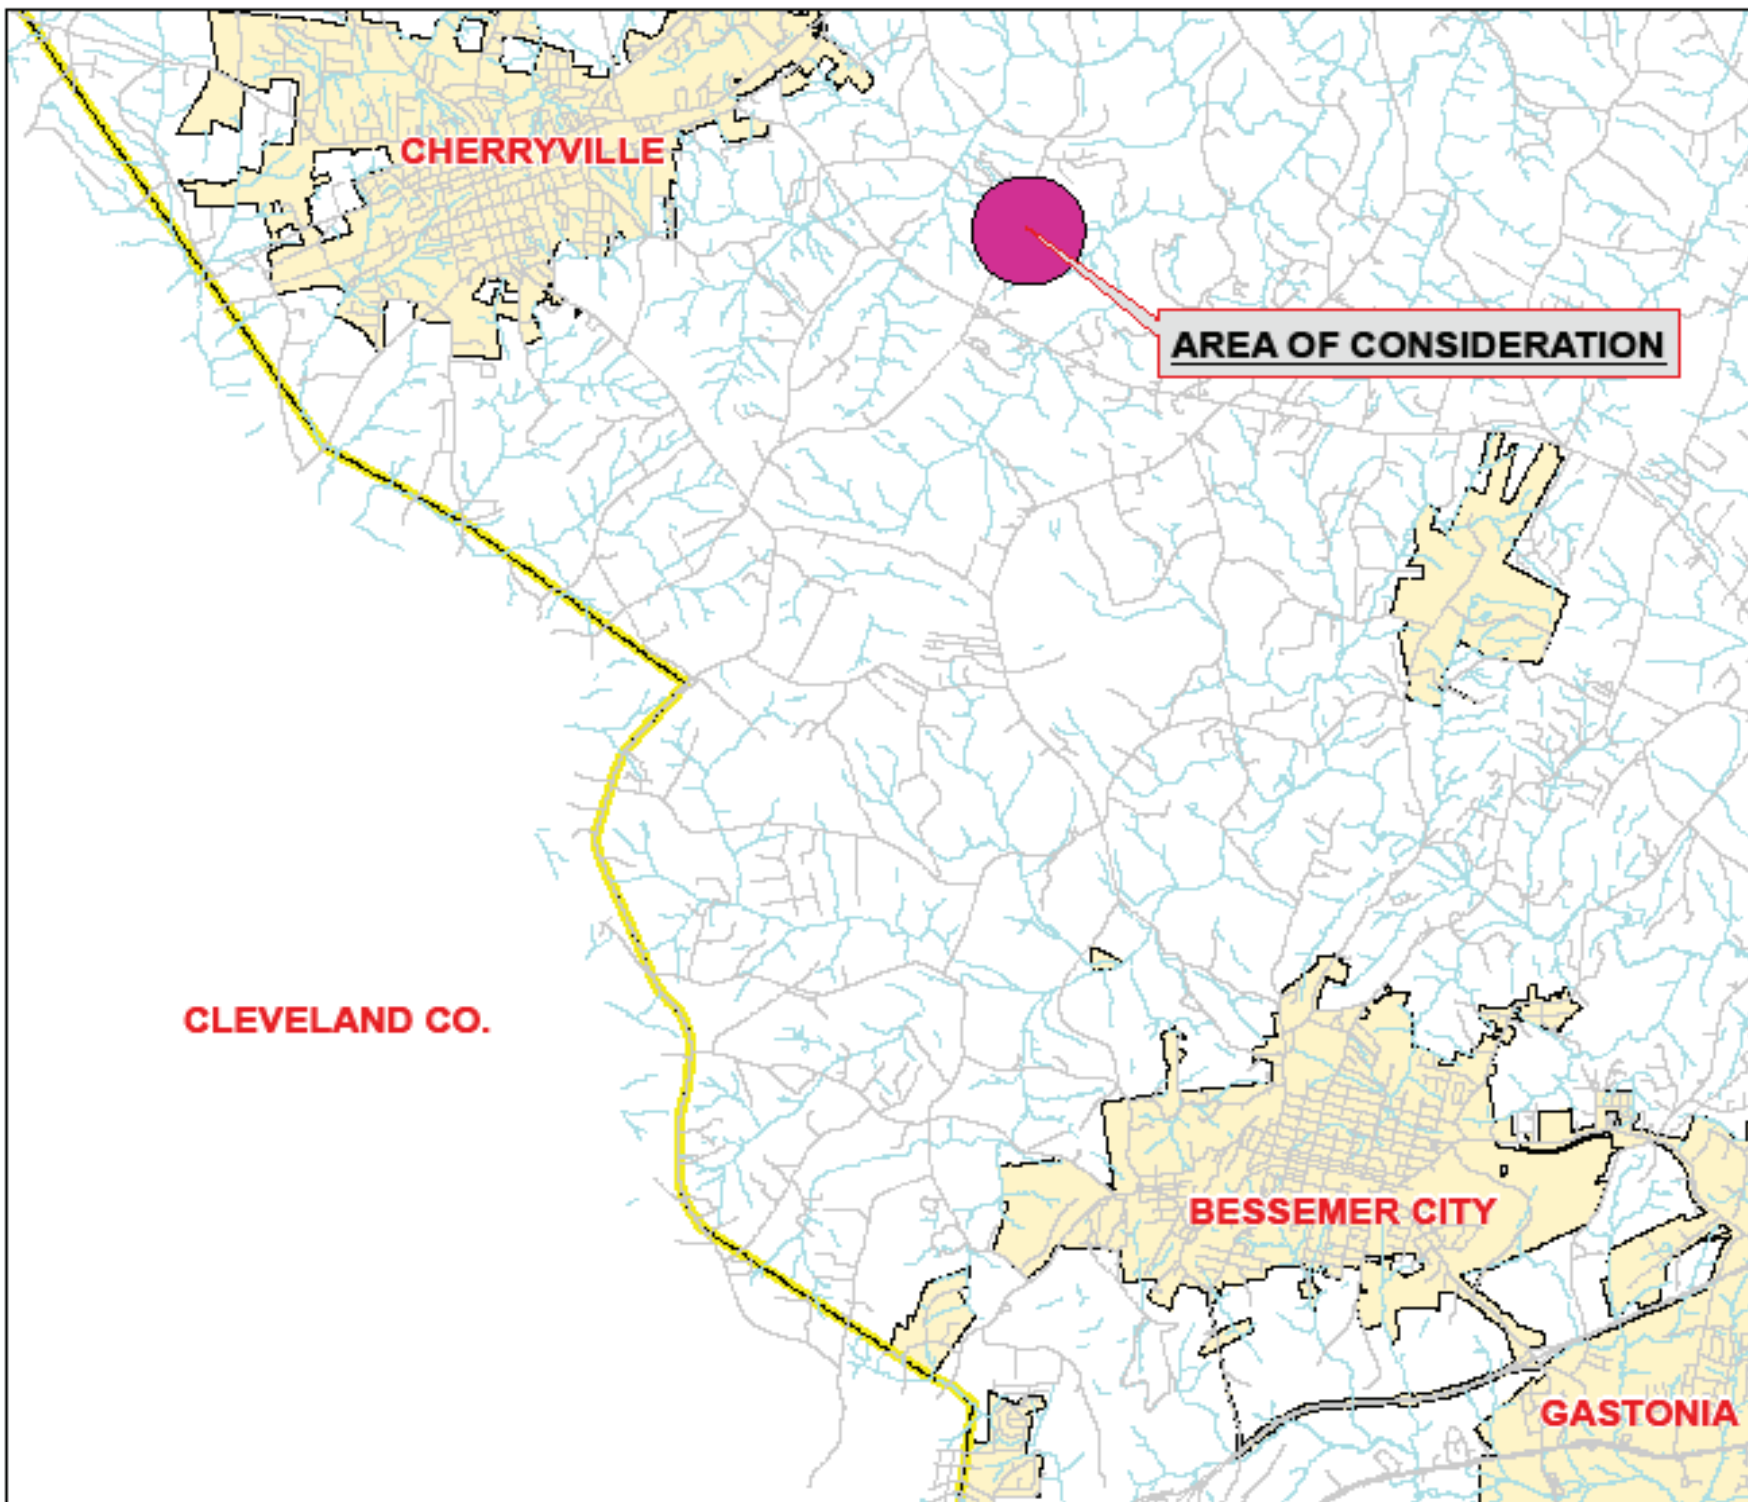 CHERRYVILLE
AREA OF CONSIDERATION
CLEVELAND CO.
BESSEMER CITY
GASTONIA